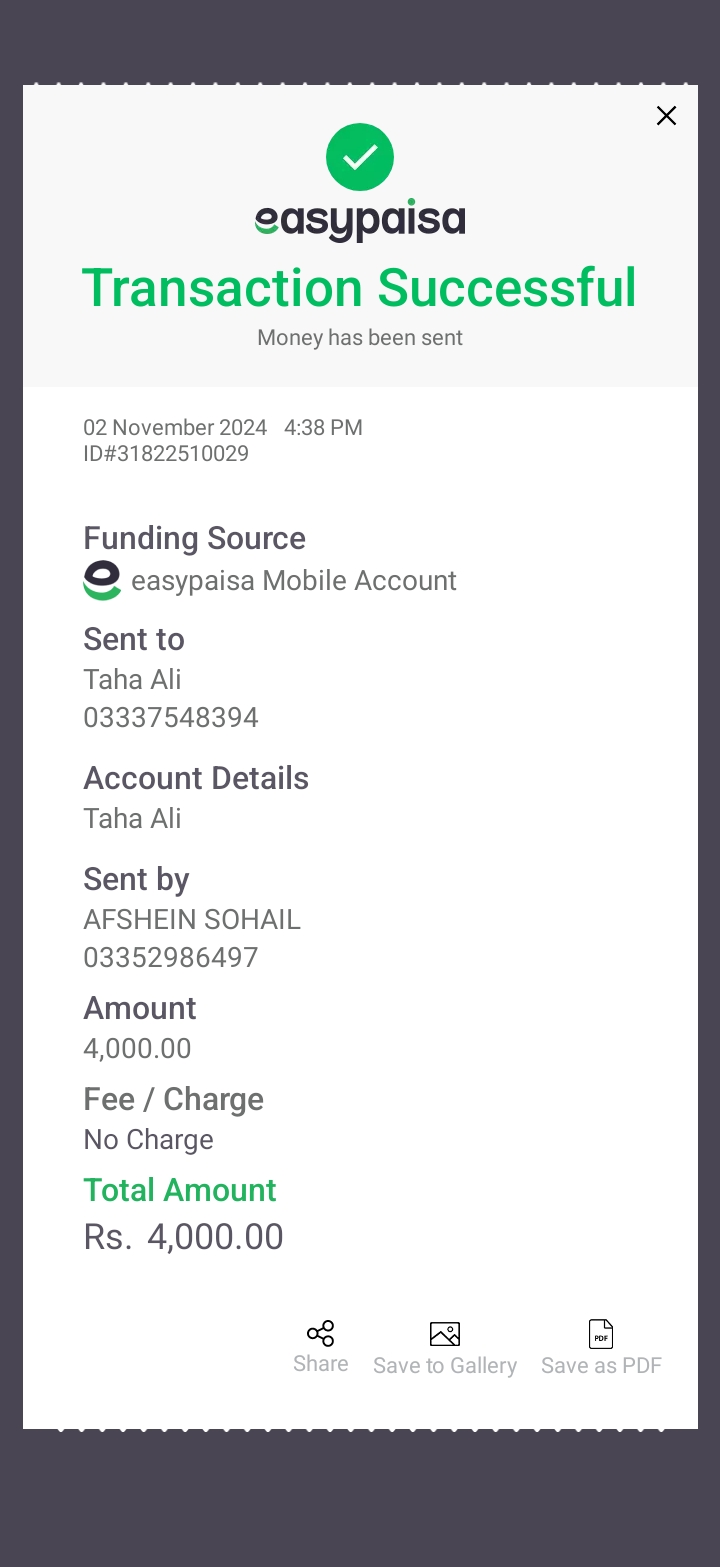 easypaisa
Transaction Successful
Money has been sent
02 November 2024 4:38 PM
ID#31822510029
Funding Source
easypaisa Mobile Account
Sent to
Taha Ali
03337548394
Account Details
Taha Ali
Sent by
AFSHEIN SOHAIL
03352986497
Amount
4,000.00
Fee / Charge
No Charge
Total Amount
Rs. 4,000.00
PDF
Share Save to Gallery Save as PDF